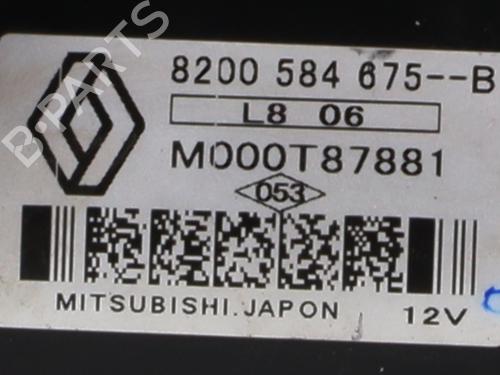 B-PARTS
8200 584 675--B
L8 06
M000T87881
053
MITSUBISHI.JAPON 12V